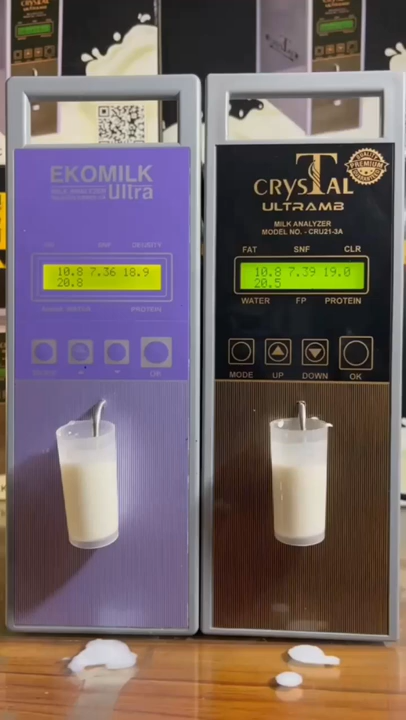 EKOMILK
Ultra
FAT SNF DENSITY
10.8 7.36 18.9
20.8
PROTEIN
OK
CRYSTAL
ULTRAMB
PREMIUM
MILK ANALYZER
MODEL NO. - CRU21-3A
FAT SNF CLR
10.8 7.39 19.0
20.5
WATER FP PROTEIN
MODE UP DOWN OK